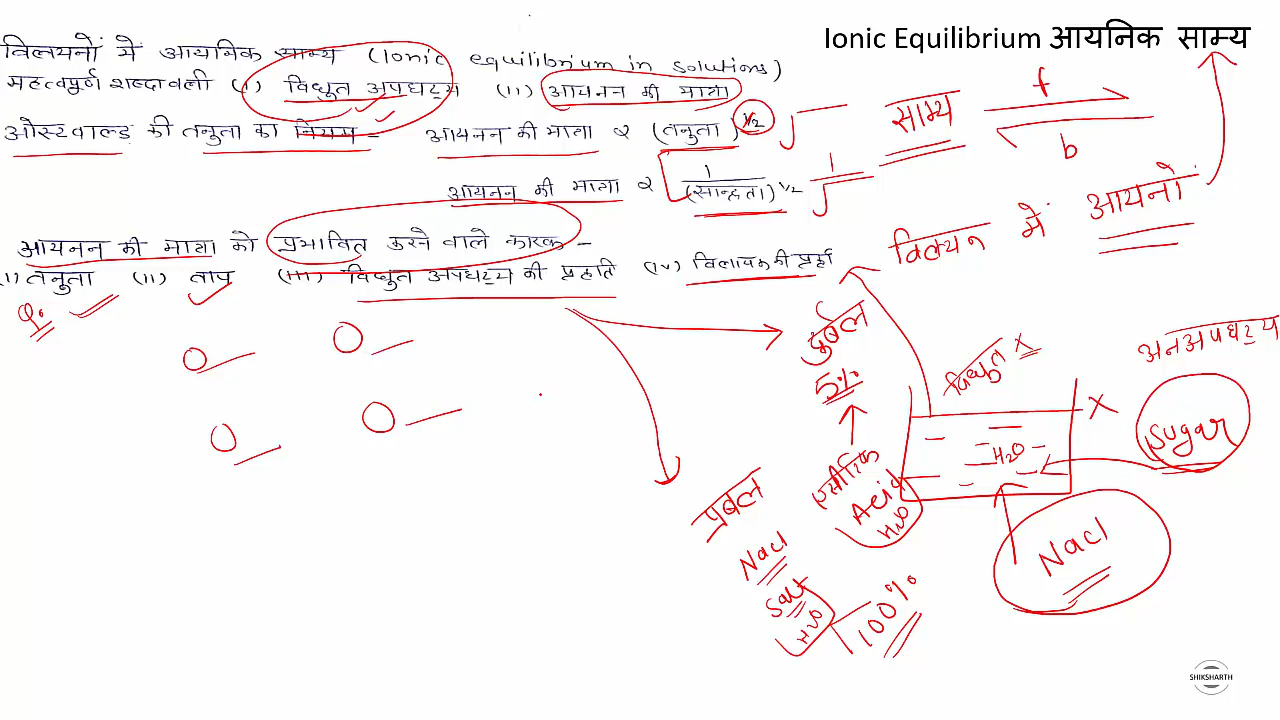 Ionic Equilibrium आयनिक साम्य
विलयनों में आयनिक साम्य (Ionic equilibrium in solutions)
महत्वपूर्ण शब्दावली (i) विधुत अपघट्य (ii) आयनन की मात्रा
ओस्टवाल्ड की तनुता का नियम - आयनन की मात्रा α (तनुता) 1/2
आयनन की मात्रा α 1/(सान्द्रता) 1/2
1/√
साम्य
f
b
विलयन में आयनो
आयनन की मात्रा को प्रभावित करने वाले कारक -
(i) तनुता (ii) ताप (iii) विधुत अपघट्य की प्रकृति (iv) विलायक की
Q.
दुर्बल
5%
एसीटिक
Acid
H2O
विधुत X
X
H2O
अनअपघट्य
Sugar
NaCl
प्रबल
NaCl
Salt
H2O
100%
SHIKSHARTH